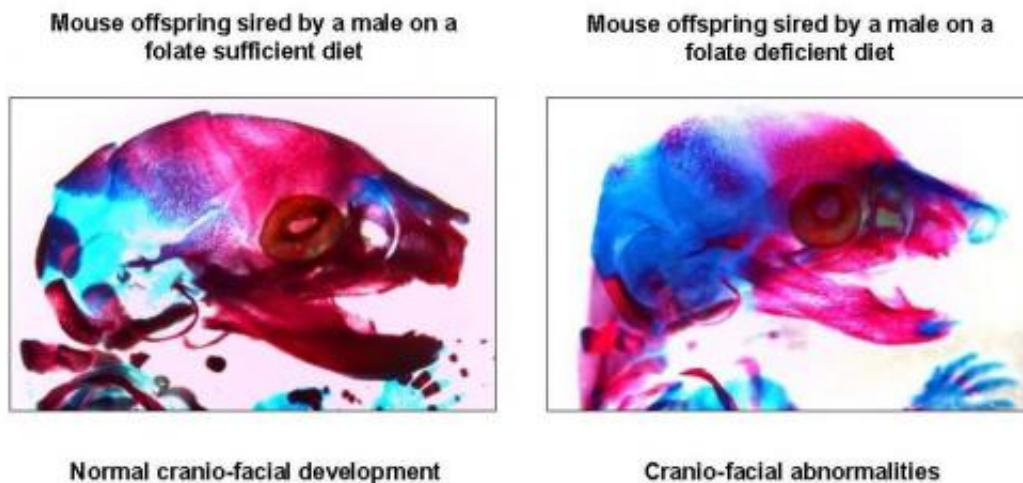 Mouse offspring sired by a male on a
folate sufficient diet
Mouse offspring sired by a male on a
folate deficient diet
Normal cranio-facial development
Cranio-facial abnormalities